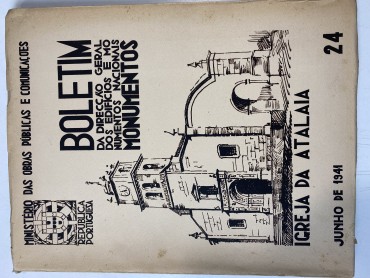 MINISTÉRIO DAS OBRAS PÚBLICAS E COMUNICAÇÕES
REPÚBLICA
PORTUGUESA
BOLETIM
DA DIRECÇÃO GERAL
DOS EDIFÍCIOS E MO
NUMENTOS NACIONAIS
MONUMENTOS
IGREJA DA ATALAIA
JUNHO DE 1941
24